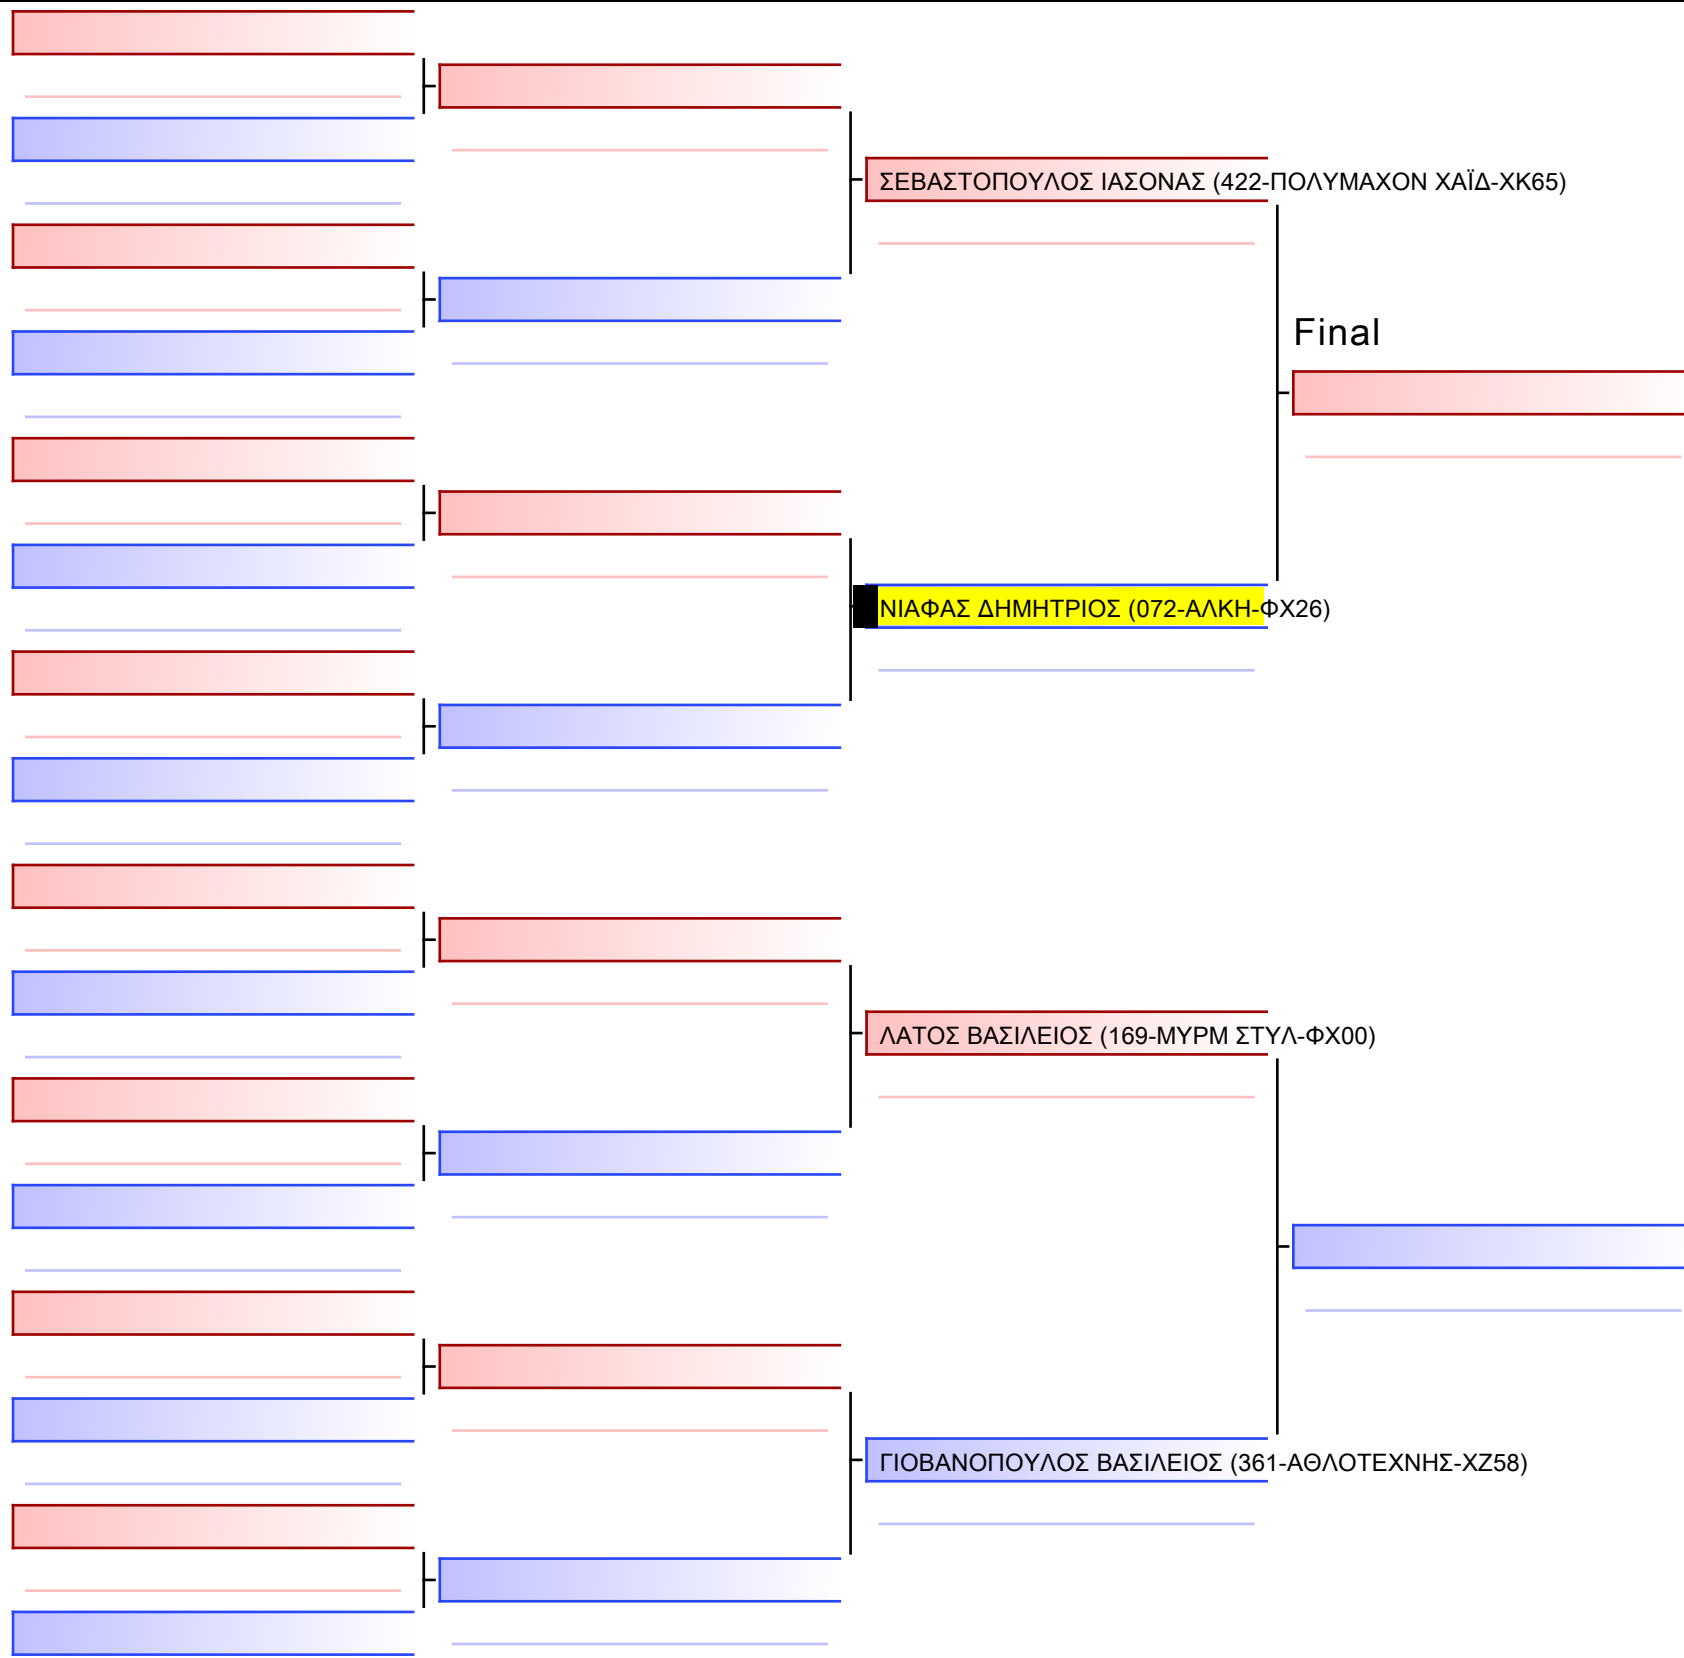 ΣΕΒΑΣΤΟΠΟΥΛΟΣ ΙΑΣΟΝΑΣ (422-ΠΟΛΥΜΑΧΟΝ ΧΑΪΔ-ΧΚ65)
Final
ΝΙΑΦΑΣ ΔΗΜΗΤΡΙΟΣ (072-ΑΛΚΗ-ΦΧ26)
ΛΑΤΟΣ ΒΑΣΙΛΕΙΟΣ (169-ΜΥΡΜ ΣΤΥΛ-ΦΧ00)
ΓΙΟΒΑΝΟΠΟΥΛΟΣ ΒΑΣΙΛΕΙΟΣ (361-ΑΘΛΟΤΕΧΝΗΣ-ΧΖ58)